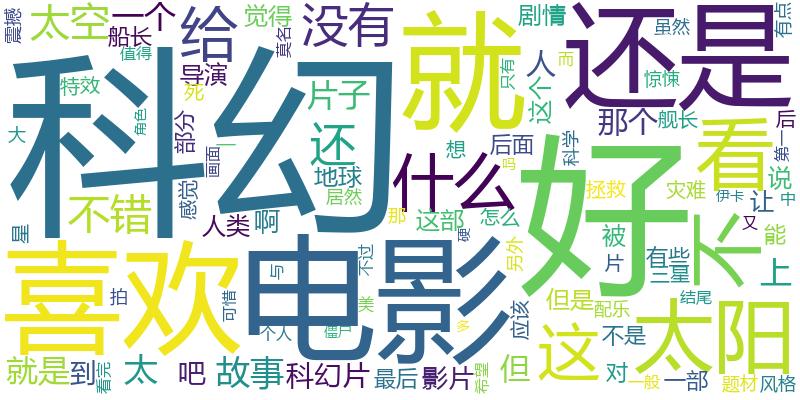 震撼
太空
一个
船长
值得
给
觉得
莫名
没有
就
还是
剧情
虽然
有点
特效
导演
死
片子
只有
这个
人
而
惊悚
科幻
大
角色
部分
画面
还
那个
舰长
后
第一
看
后面
想
科学
什么
地球
居然
感觉
一
不错
星
人类
啊
那
这部
怎么
吗
好
拯救
灾难
伊卡
让
说
中
又
能
不
被
片
有些
三星
上
喜欢
电影
与
不过
硬
另外
拍
可惜
美
个人
僵尸
多
应该
但是
配乐
结尾
这
不是
太阳
就是
看完
到
太
吧
故事
科幻片
最后
影片
希望
但
对
一般
一部
题材
风格